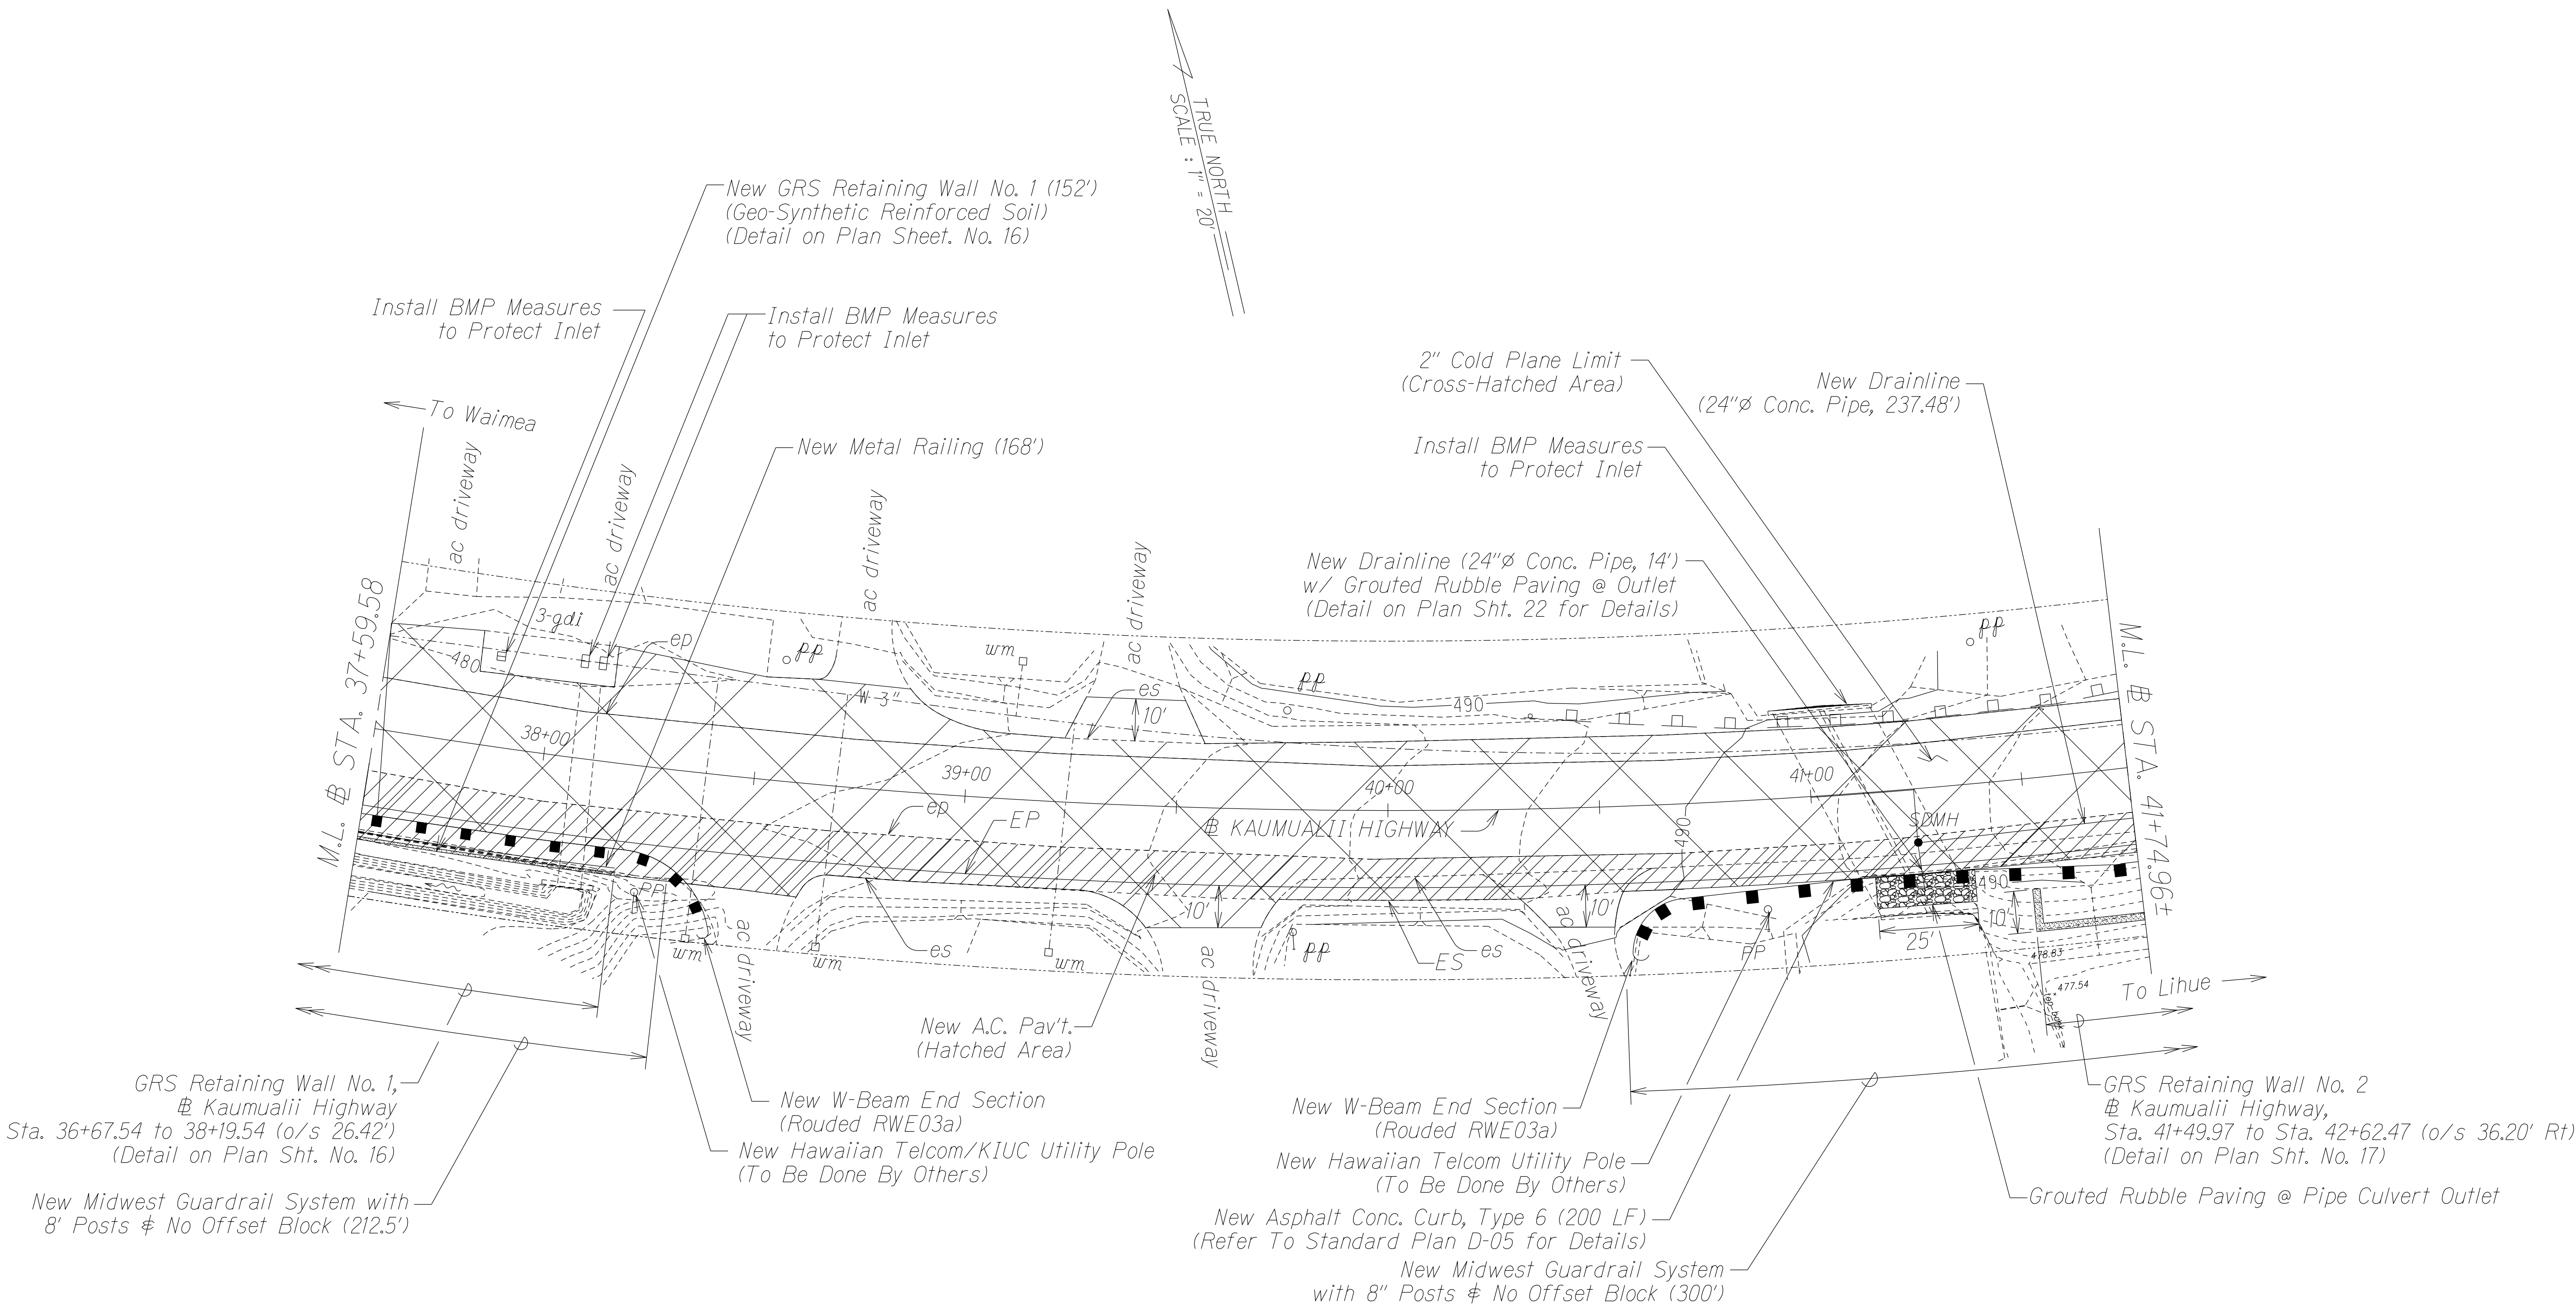 TRUE NORTH
SCALE : 1" = 20'
New GRS Retaining Wall No. 1 (152')
(Geo-Synthetic Reinforced Soil)
(Detail on Plan Sheet. No. 16)
Install BMP Measures
to Protect Inlet
Install BMP Measures
to Protect Inlet
2" Cold Plane Limit
(Cross-Hatched Area)
New Drainline
(24"Ø Conc. Pipe, 237.48')
To Waimea
New Metal Railing (168')
Install BMP Measures
to Protect Inlet
ac driveway
ac driveway
ac driveway
ac driveway
New Drainline (24"Ø Conc. Pipe, 14')
w/ Grouted Rubble Paving @ Outlet
(Detail on Plan Sht. 22 for Details)
M.L. ⅊ STA. 37+59.58
M.L. ⅊ STA. 41+74.96±
3-gdi
480
ep
pp
wm
pp
pp
W 3"
es
10'
490
38+00
39+00
40+00
41+00
ep
EP
⅊ KAUMUALII HIGHWAY
490
SDMH
490
PP
10'
10'
10'
25'
wm
wm
wm
es
pp
ES
es
PP
478.83
477.54
top bank
ac driveway
ac driveway
ac driveway
To Lihue
New A.C. Pav't.
(Hatched Area)
GRS Retaining Wall No. 1,
⅊ Kaumualii Highway
Sta. 36+67.54 to 38+19.54 (o/s 26.42')
(Detail on Plan Sht. No. 16)
New Midwest Guardrail System with
8' Posts & No Offset Block (212.5')
New W-Beam End Section
(Rouded RWE03a)
New Hawaiian Telcom/KIUC Utility Pole
(To Be Done By Others)
New W-Beam End Section
(Rouded RWE03a)
New Hawaiian Telcom Utility Pole
(To Be Done By Others)
New Asphalt Conc. Curb, Type 6 (200 LF)
(Refer To Standard Plan D-05 for Details)
New Midwest Guardrail System
with 8" Posts & No Offset Block (300')
GRS Retaining Wall No. 2
⅊ Kaumualii Highway,
Sta. 41+49.97 to Sta. 42+62.47 (o/s 36.20' Rt)
(Detail on Plan Sht. No. 17)
Grouted Rubble Paving @ Pipe Culvert Outlet